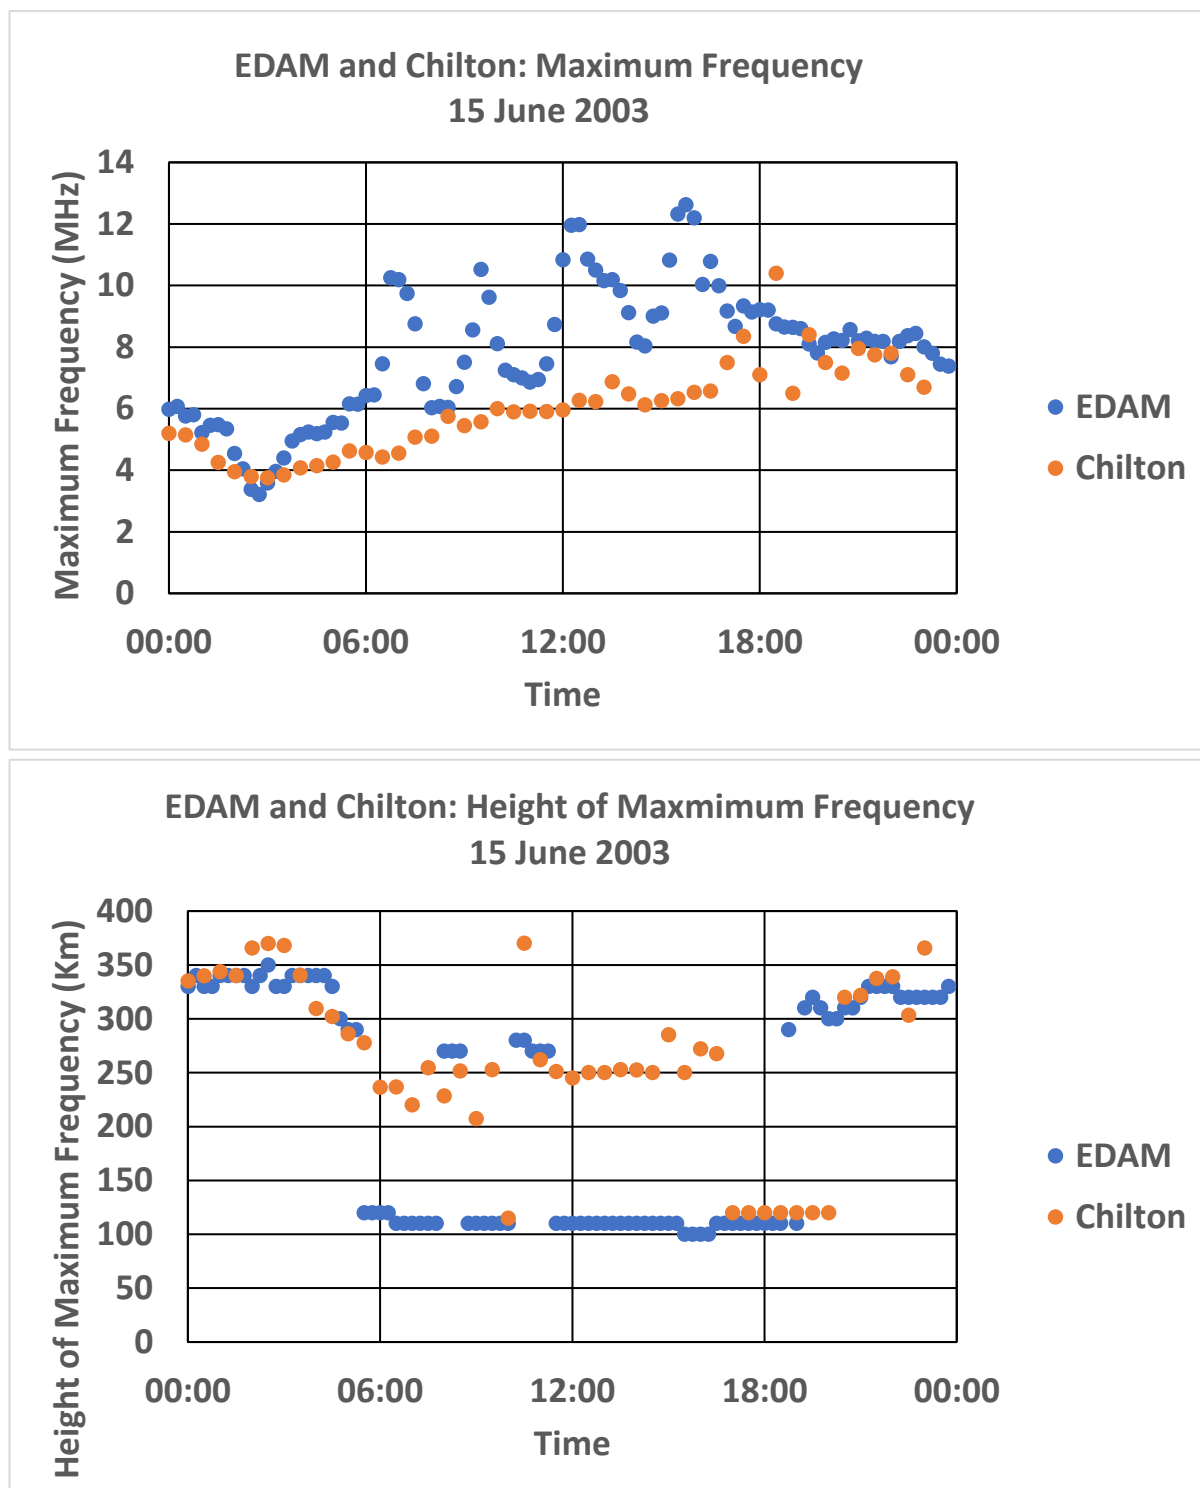 EDAM and Chilton: Maximum Frequency
15 June 2003
Maximum Frequency (MHz)
14
12
10
8
6
4
2
0
00:00 06:00 12:00 18:00 00:00
Time
EDAM
Chilton
EDAM and Chilton: Height of Maxmimum Frequency
15 June 2003
Height of Maximum Frequency (Km)
400
350
300
250
200
150
100
50
0
00:00 06:00 12:00 18:00 00:00
Time
EDAM
Chilton